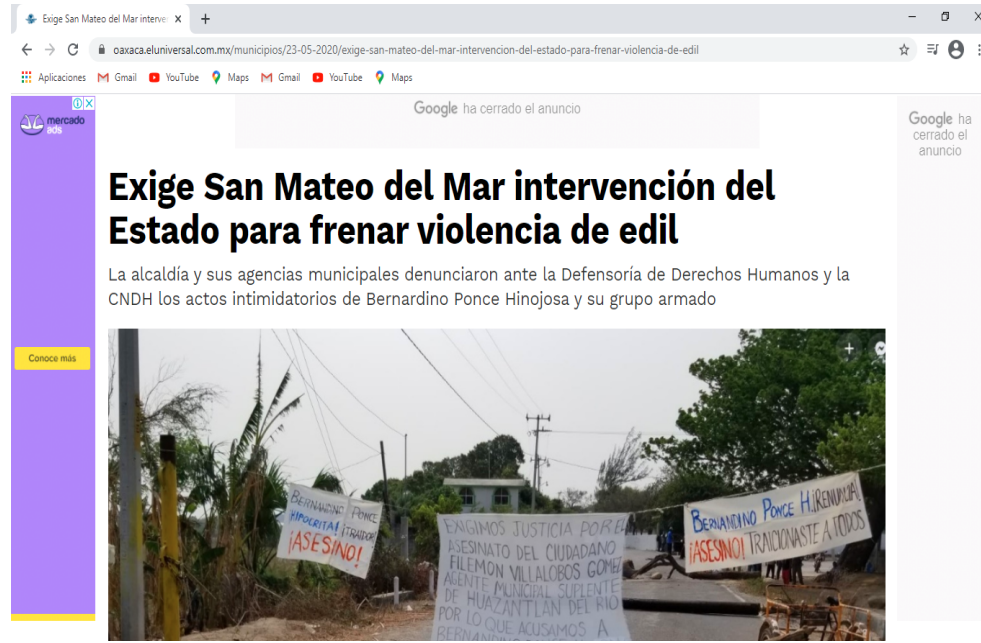 Exige San Mateo del Mar interve
oaxaca.eluniversal.com.mx/municipios/23-05-2020/exige-san-mateo-del-mar-intervencion-del-estado-para-frenar-violencia-de-edil
Aplicaciones Gmail YouTube Maps Gmail YouTube Maps
mercado
ads
Conoce más
Google ha cerrado el anuncio
Google ha
cerrado el
anuncio
Exige San Mateo del Mar intervención del
Estado para frenar violencia de edil
La alcaldía y sus agencias municipales denunciaron ante la Defensoría de Derechos Humanos y la
CNDH los actos intimidatorios de Bernardino Ponce Hinojosa y su grupo armado
BERNANDINO PONCE
HIPOCRITA! ¡TRAIDOR
¡ASESINO!
EXIGIMOS JUSTICIA POR EL
ASESINATO DEL CIUDADANO
FILEMON VILLALOBOS GOME
AGENTE MUNICIPAL SUPLENTE
DE HUAZANTLÁN DEL RIO
POR LO QUE ACUSAMOS A
BERNANDINO PONCE H. ¡RENUNCIA!
¡ASESINO! TRAICIONASTE A TODOS